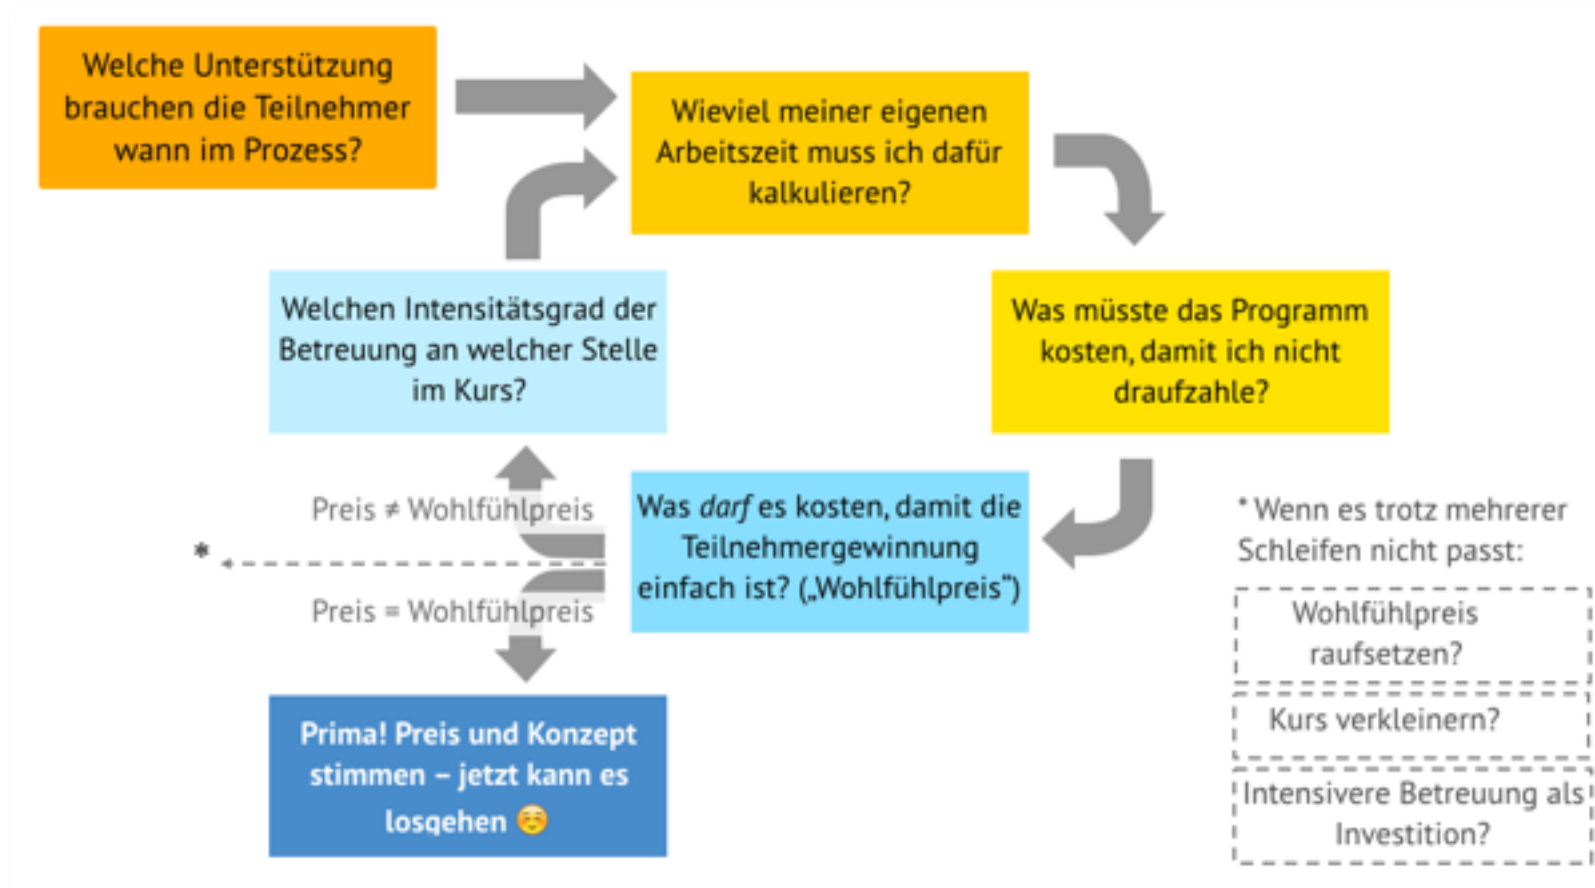 Welche Unterstützung
brauchen die Teilnehmer
wann im Prozess?
Wieviel meiner eigenen
Arbeitszeit muss ich dafür
kalkulieren?
Welchen Intensitätsgrad der
Betreuung an welcher Stelle
im Kurs?
Was müsste das Programm
kosten, damit ich nicht
draufzahle?
Preis ≠ Wohlfühlpreis
*
Preis = Wohlfühlpreis
Was darf es kosten, damit die
Teilnehmergewinnung
einfach ist? („Wohlfühlpreis“)
* Wenn es trotz mehrerer
Schleifen nicht passt:
Wohlfühlpreis
raufsetzen?
Kurs verkleinern?
Intensivere Betreuung als
Investition?
Prima! Preis und Konzept
stimmen – jetzt kann es
losgehen ☺️